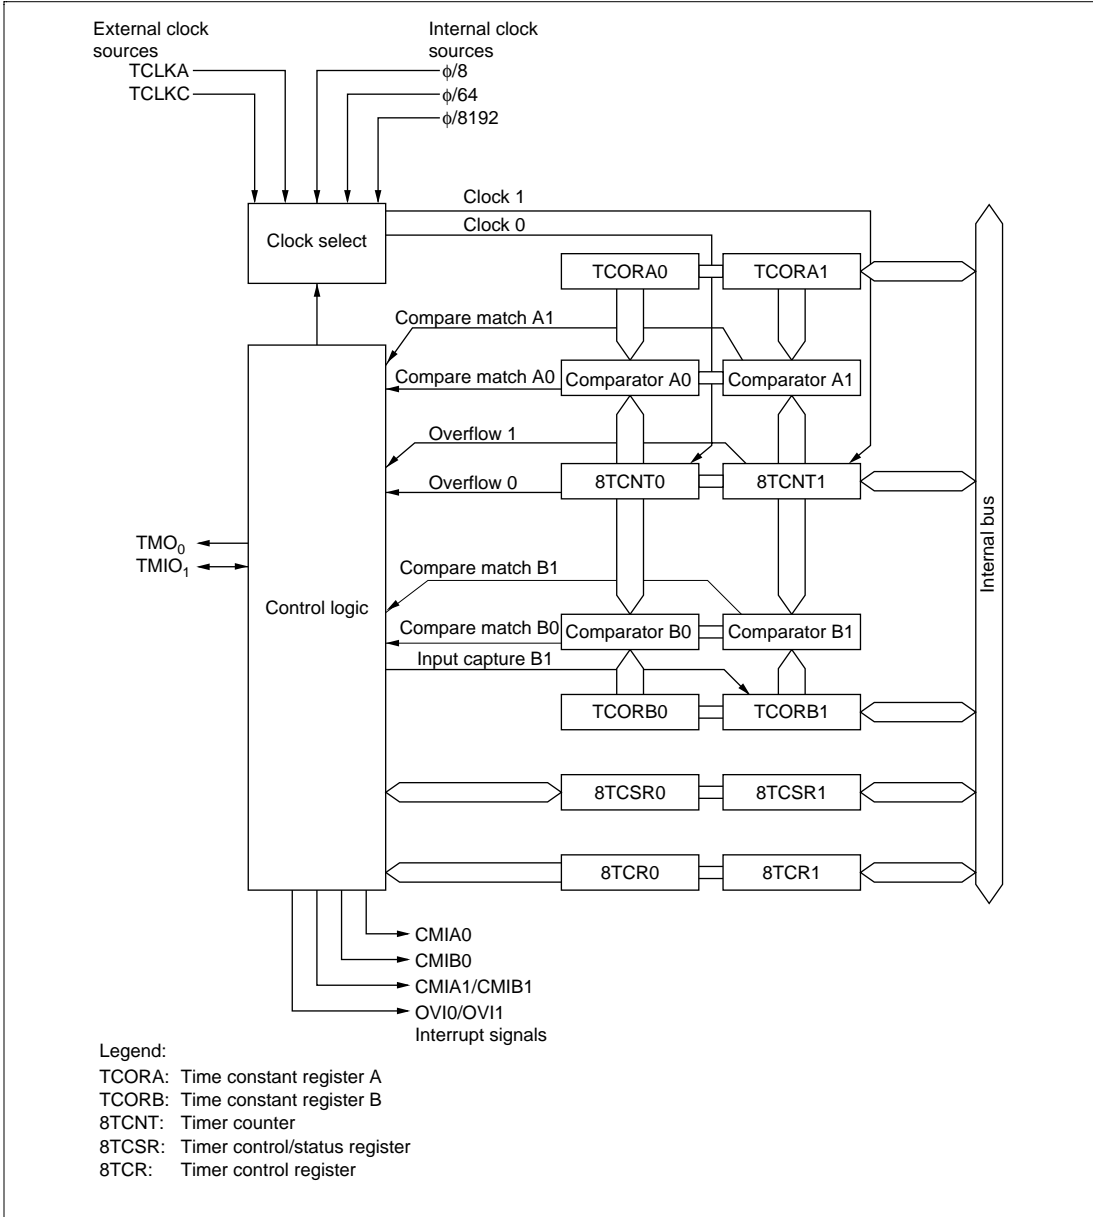 External clock
sources
Internal clock
sources
TCLKA
ϕ/8
TCLKC
ϕ/64
ϕ/8192
Clock 1
Clock 0
Clock select
TCORA0
TCORA1
Compare match A1
Compare match A0
Comparator A0
Comparator A1
Overflow 1
Overflow 0
8TCNT0
8TCNT1
TMO0
TMIO1
Internal bus
Compare match B1
Control logic
Compare match B0
Comparator B0
Comparator B1
Input capture B1
TCORB0
TCORB1
8TCSR0
8TCSR1
8TCR0
8TCR1
CMIA0
CMIB0
CMIA1/CMIB1
OVI0/OVI1
Interrupt signals
Legend:
TCORA: Time constant register A
TCORB: Time constant register B
8TCNT: Timer counter
8TCSR: Timer control/status register
8TCR: Timer control register